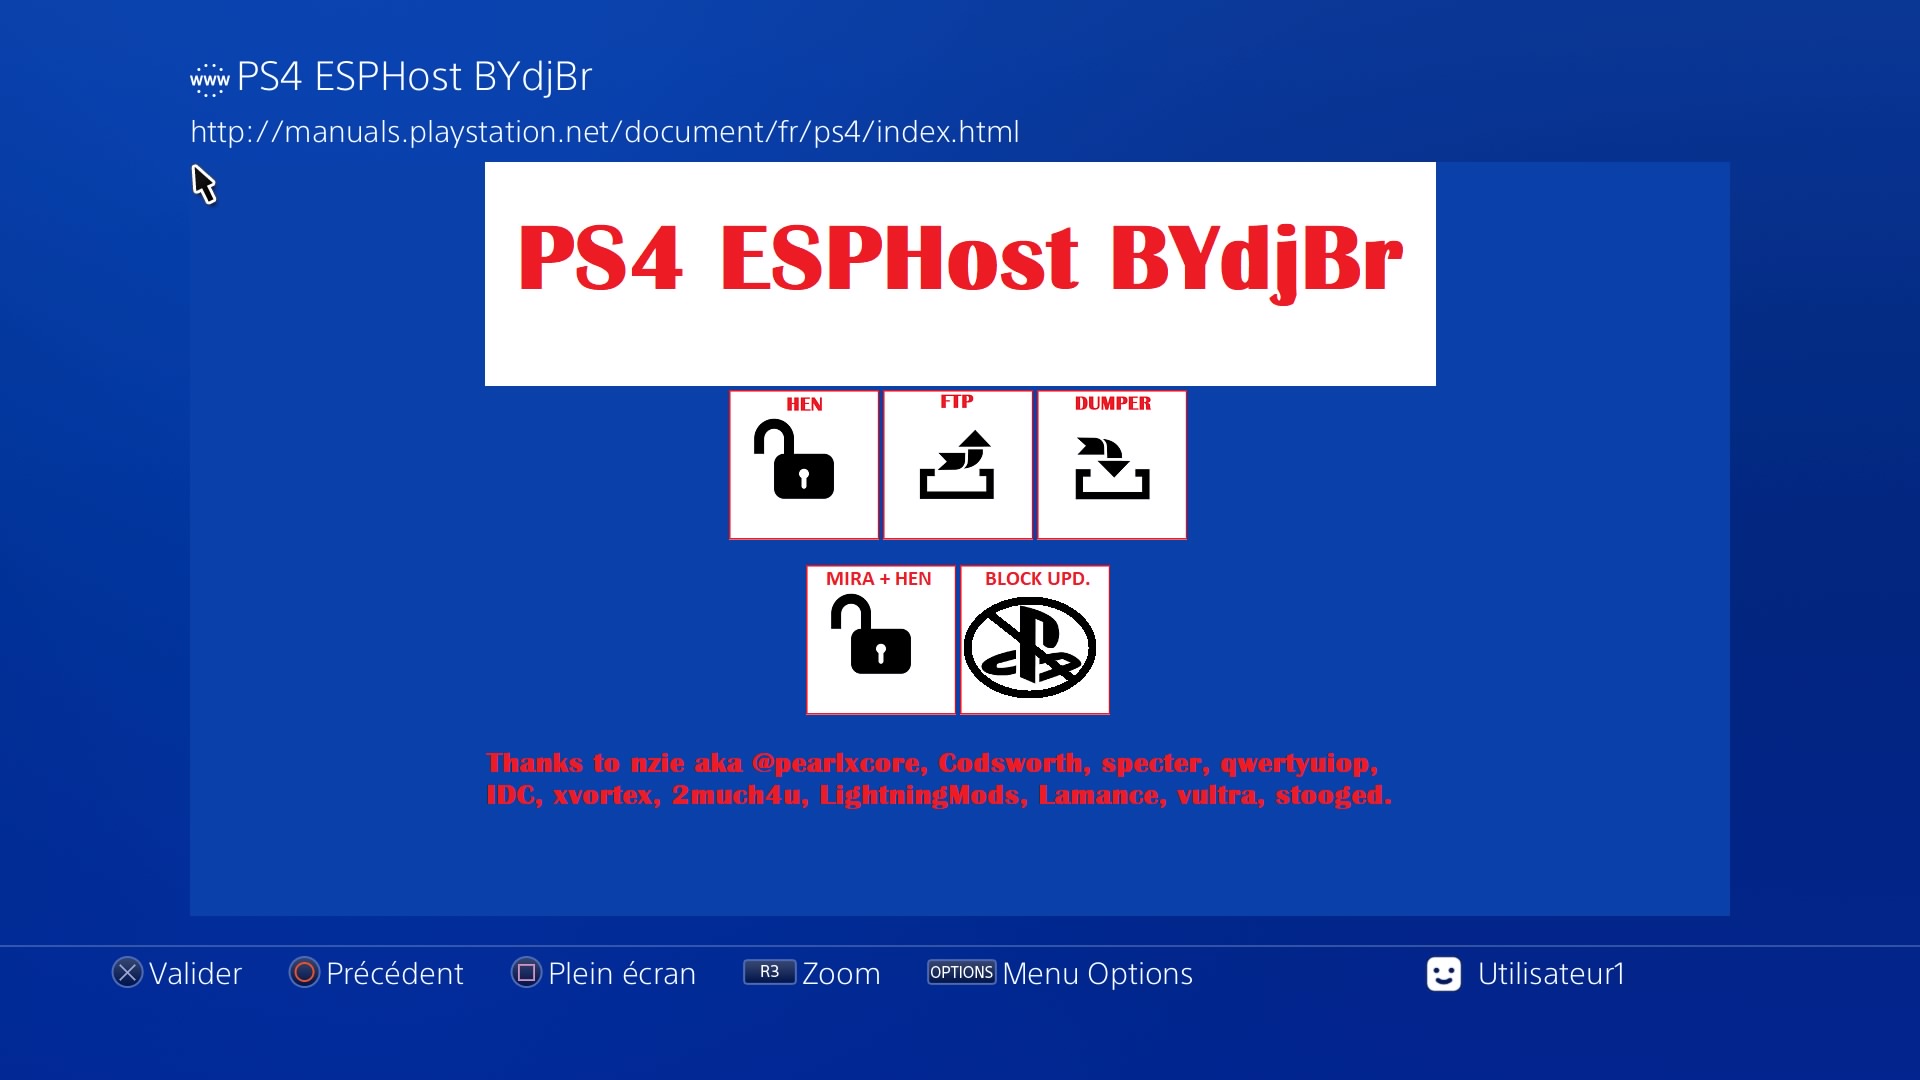 www PS4 ESPHost BYdjBr
http://manuals.playstation.net/document/fr/ps4/index.html
PS4 ESPHost BYdjBr
HEN FTP DUMPER
MIRA + HEN BLOCK UPD.
Thanks to nzie aka @pearlxcore, Codsworth, specter, qwertyuiop,
IDC, xvortex, 2much4u, LightningMods, Lamance, vultra, stooged.
Valider Précédent Plein écran R3 Zoom OPTIONS Menu Options Utilisateur1